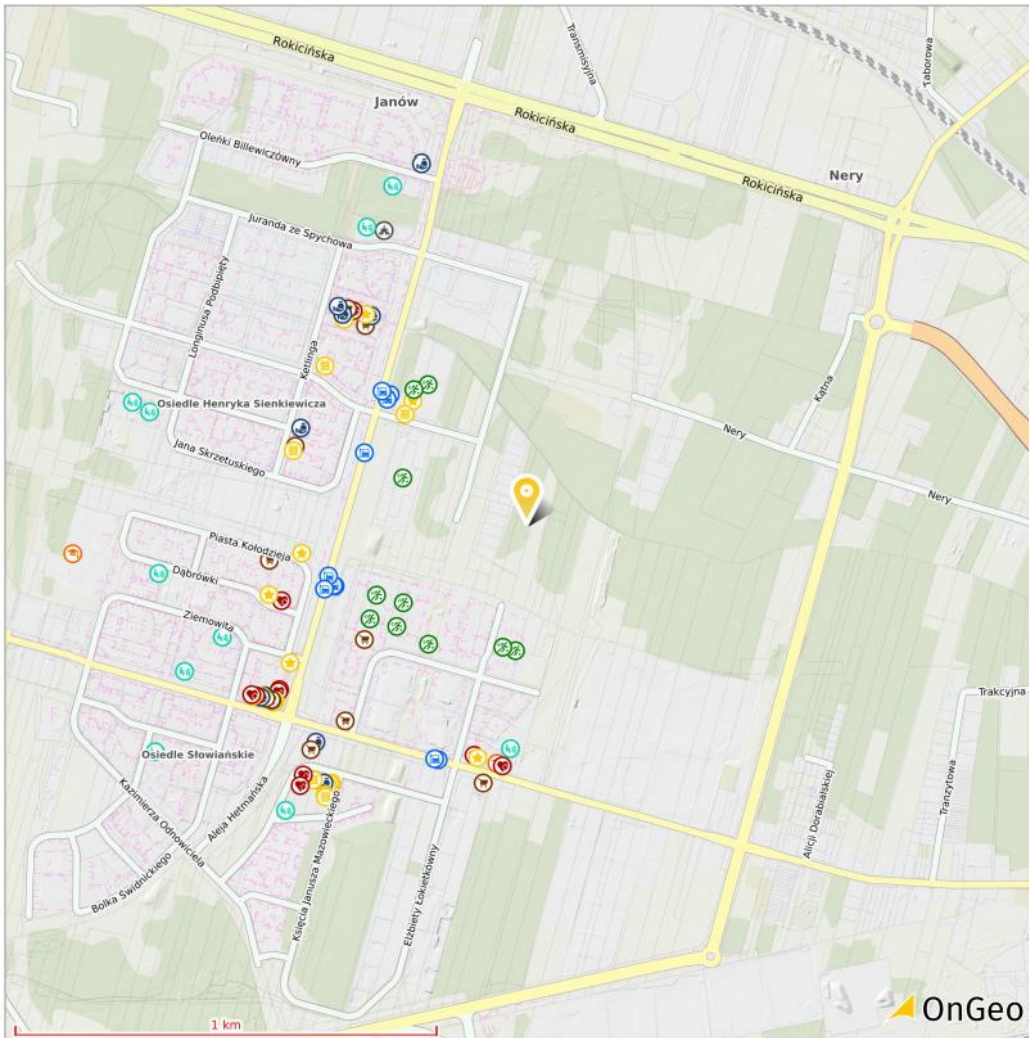 Rokicińska
Transmisyjna
Taborowa
Janów
Rokicińska
Oleńki Billewiczówny
Nery
Rokicińska
Juranda ze Spychowa
Longinusa Podbipięty
Ketlinga
Kątna
Osiedle Henryka Sienkiewicza
Nery
Jana Skrzetuskiego
Nery
Piasta Kołodzieja
Dąbrówki
Ziemowita
Trakcyjna
Osiedle Słowiańskie
Kazimierza Odnowiciela
Aleja Hetmańska
Alicji Dorabialskiej
Tranzytowa
Bolka Świdnickiego
Księcia Janusza Mazowieckiego
Elżbiety Łokietkówny
1 km
OnGeo